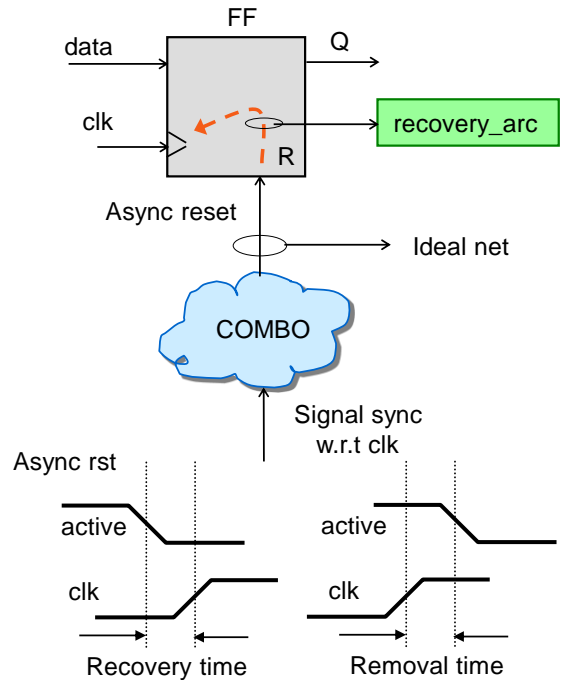 FF
data
Q
clk
recovery_arc
R
Async reset
Ideal net
COMBO
Signal sync
w.r.t clk
Async rst
active
active
clk
clk
Recovery time
Removal time